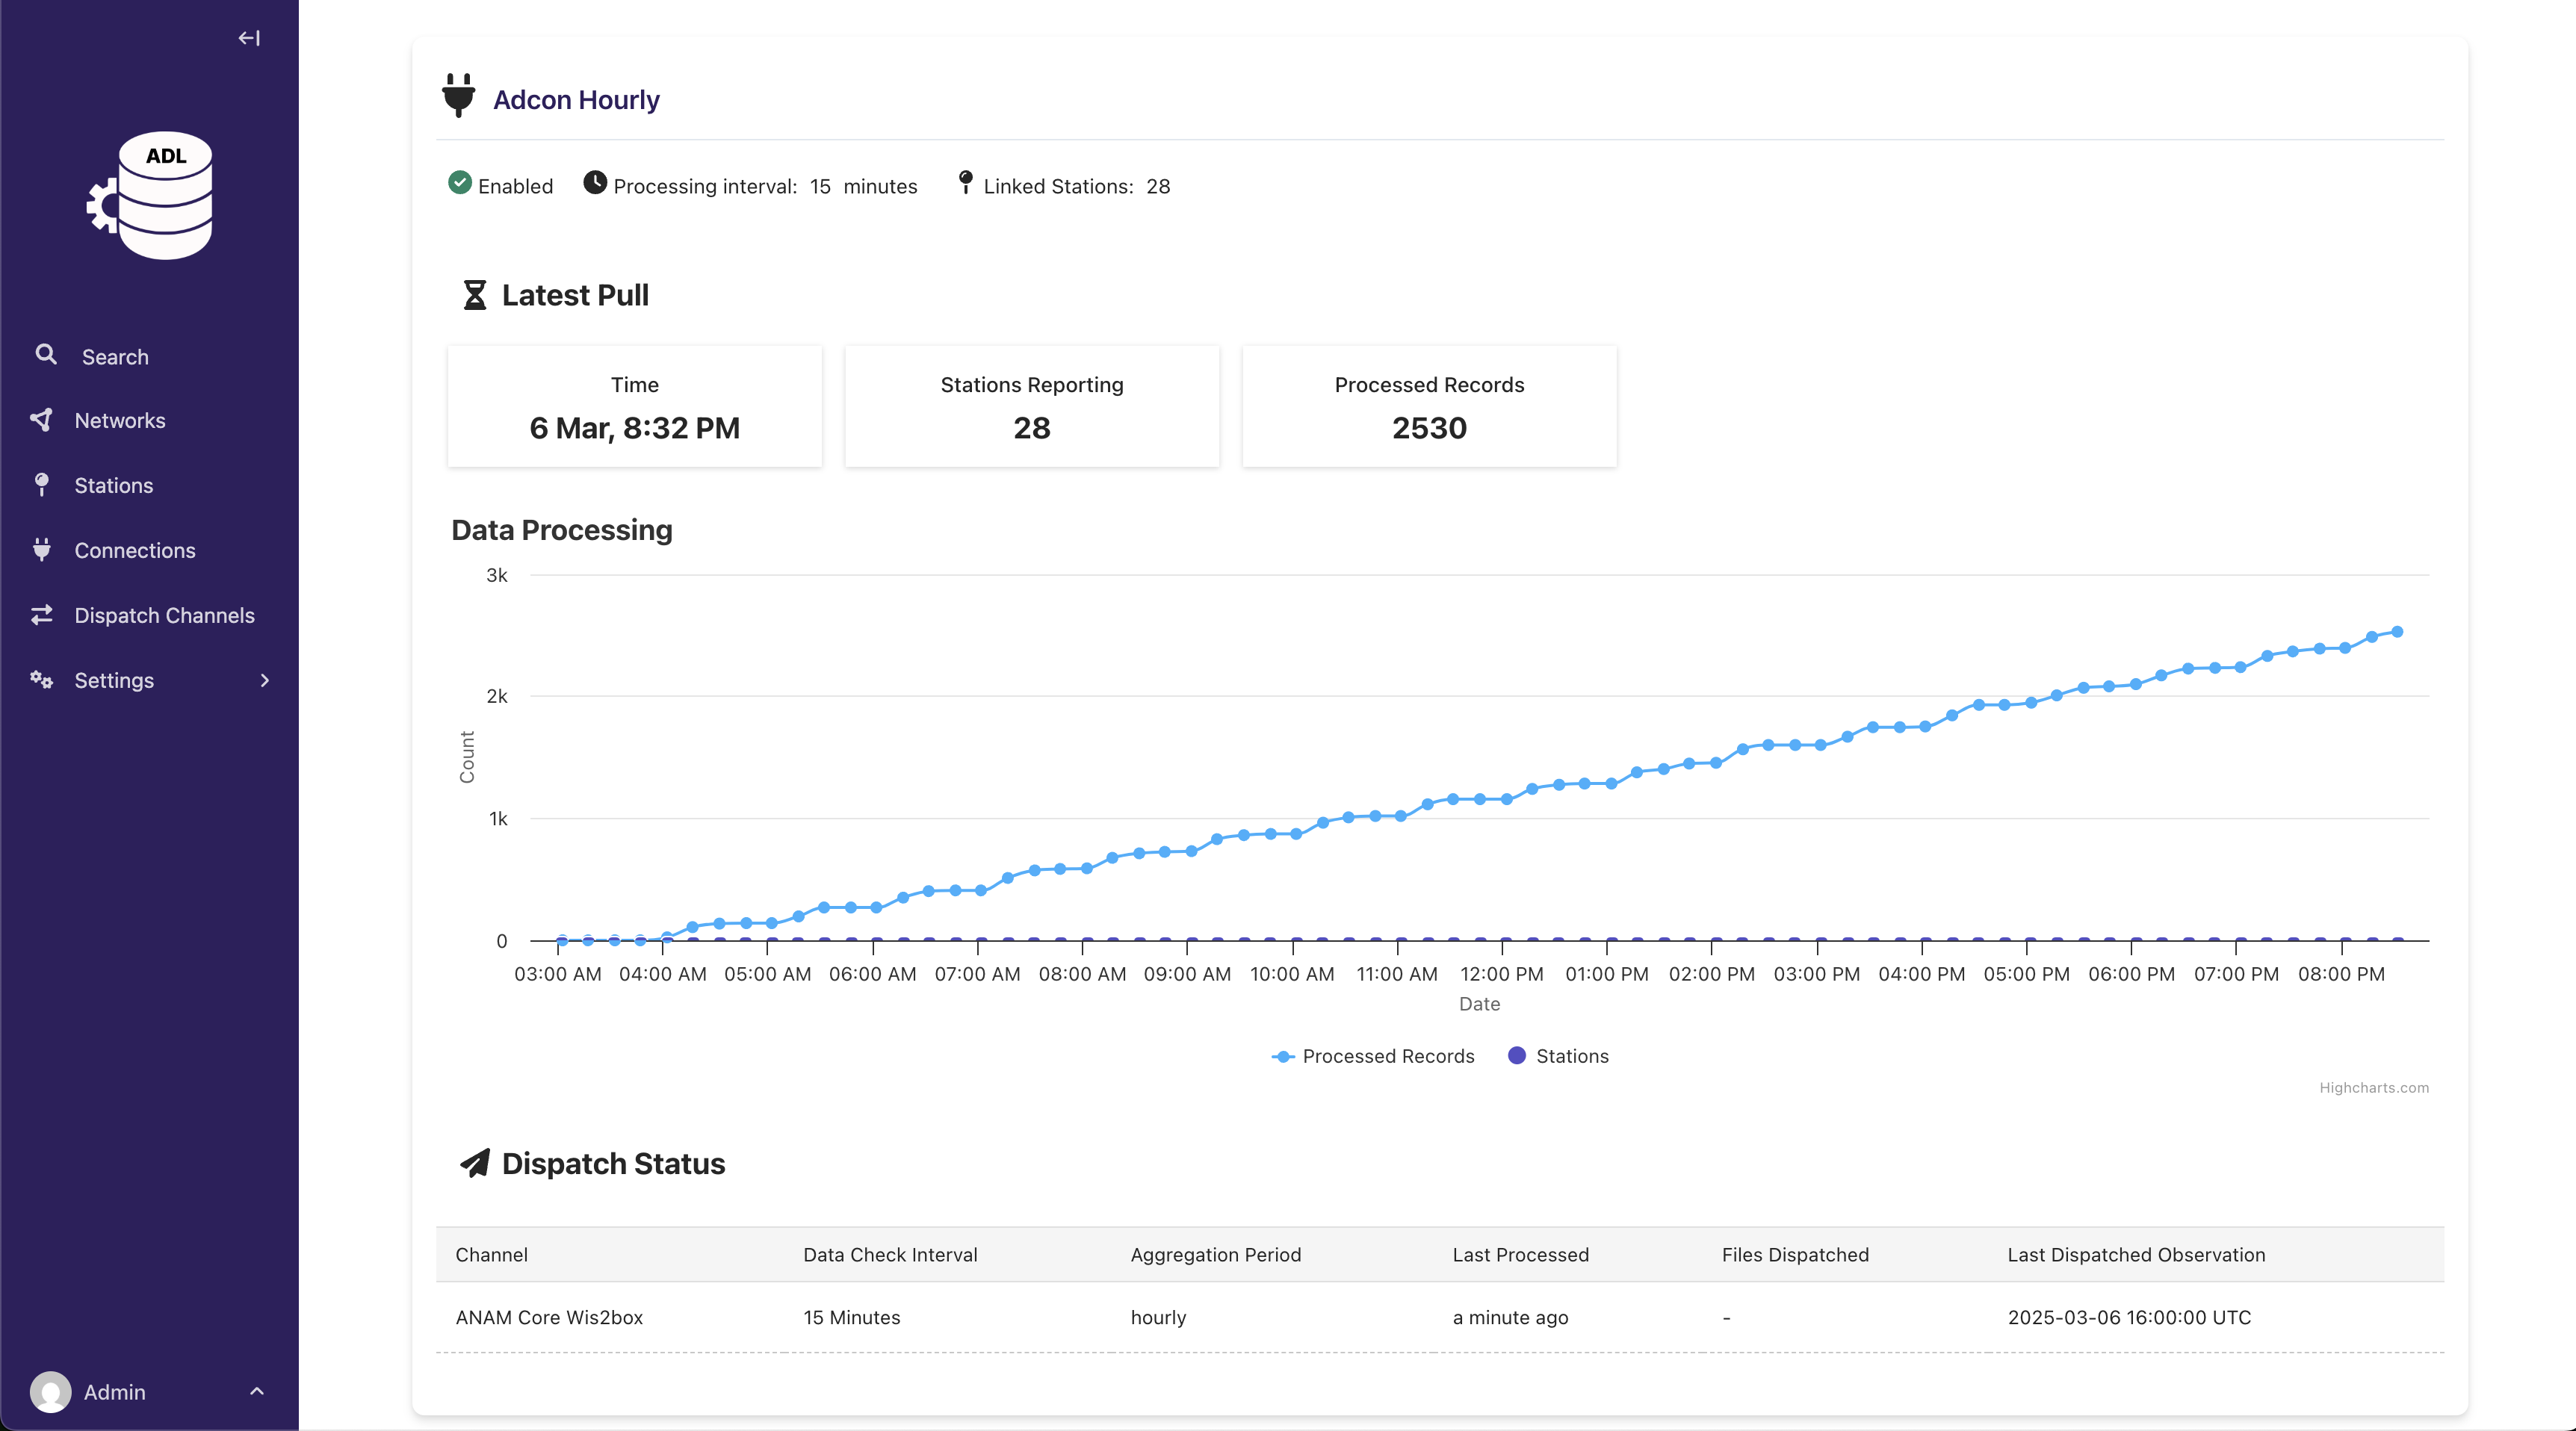 ADL
Search
Networks
Stations
Connections
Dispatch Channels
Settings
Admin
Adcon Hourly
Enabled Processing interval: 15 minutes Linked Stations: 28
Latest Pull
Time
6 Mar, 8:32 PM
Stations Reporting
28
Processed Records
2530
Data Processing
3k
2k
1k
0
Count
03:00 AM 04:00 AM 05:00 AM 06:00 AM 07:00 AM 08:00 AM 09:00 AM 10:00 AM 11:00 AM 12:00 PM 01:00 PM 02:00 PM 03:00 PM 04:00 PM 05:00 PM 06:00 PM 07:00 PM 08:00 PM
Date
Processed Records Stations
Highcharts.com
Dispatch Status
Channel Data Check Interval Aggregation Period Last Processed Files Dispatched Last Dispatched Observation
ANAM Core Wis2box 15 Minutes hourly a minute ago - 2025-03-06 16:00:00 UTC